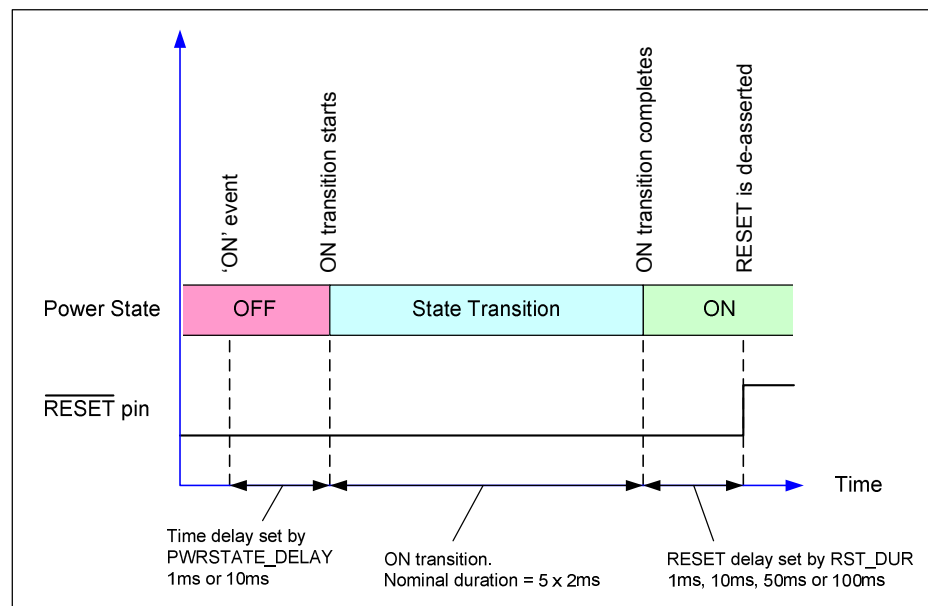 'ON' event
ON transition starts
ON transition completes
RESET is de-asserted
Power State
OFF
State Transition
ON
RESET pin
Time
Time delay set by
PWRSTATE_DELAY
1ms or 10ms
ON transition.
Nominal duration = 5 x 2ms
RESET delay set by RST_DUR
1ms, 10ms, 50ms or 100ms